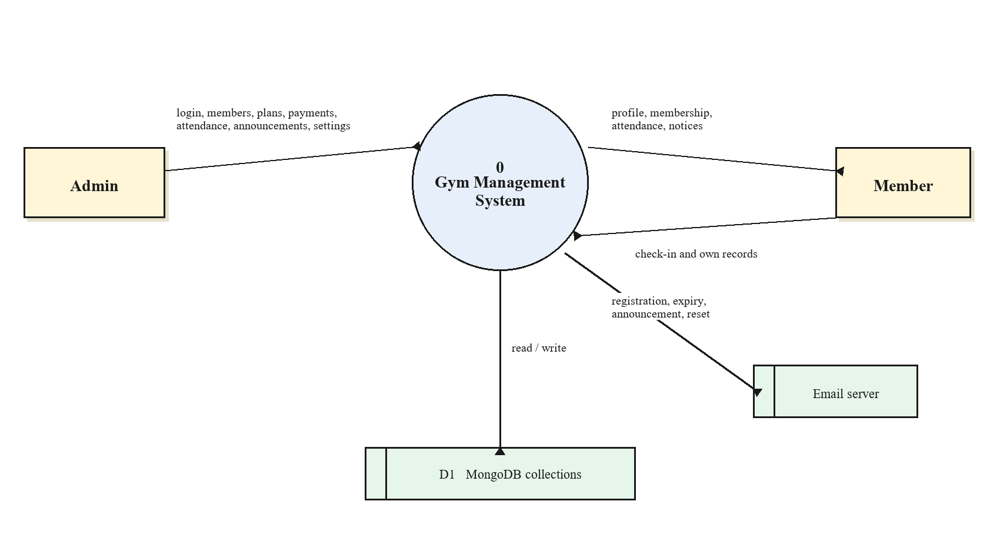 login, members, plans, payments,
attendance, announcements, settings
profile, membership,
attendance, notices
Admin
0
Gym Management
System
Member
check-in and own records
registration, expiry,
announcement, reset
read / write
Email server
D1 MongoDB collections